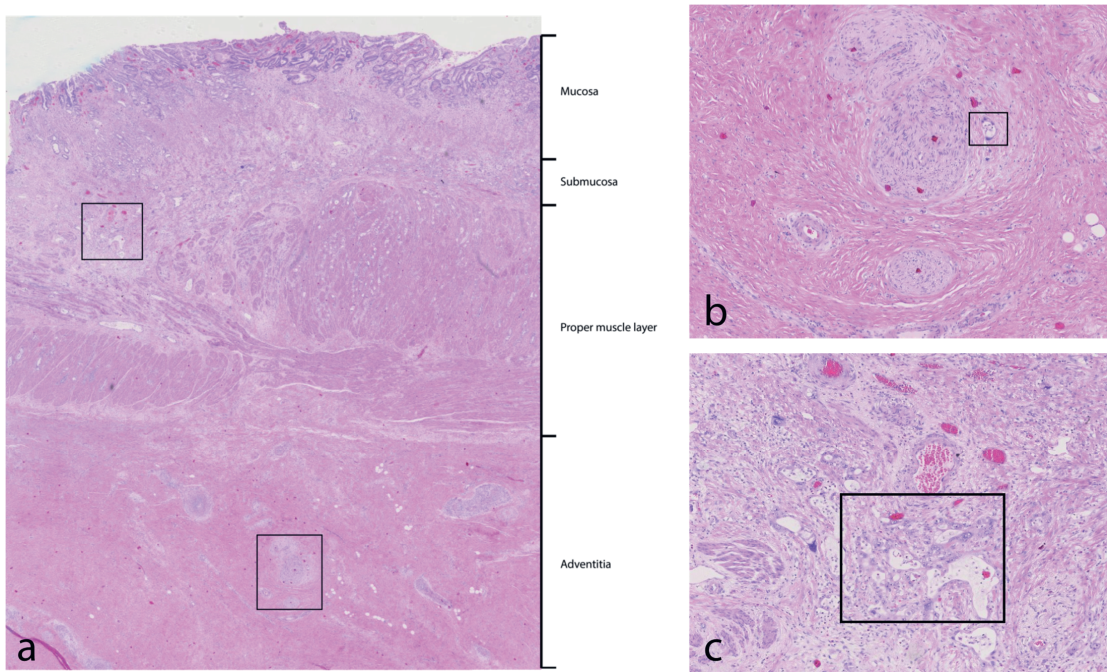 Mucosa
Submucosa
Proper muscle layer
Adventitia
a
b
c